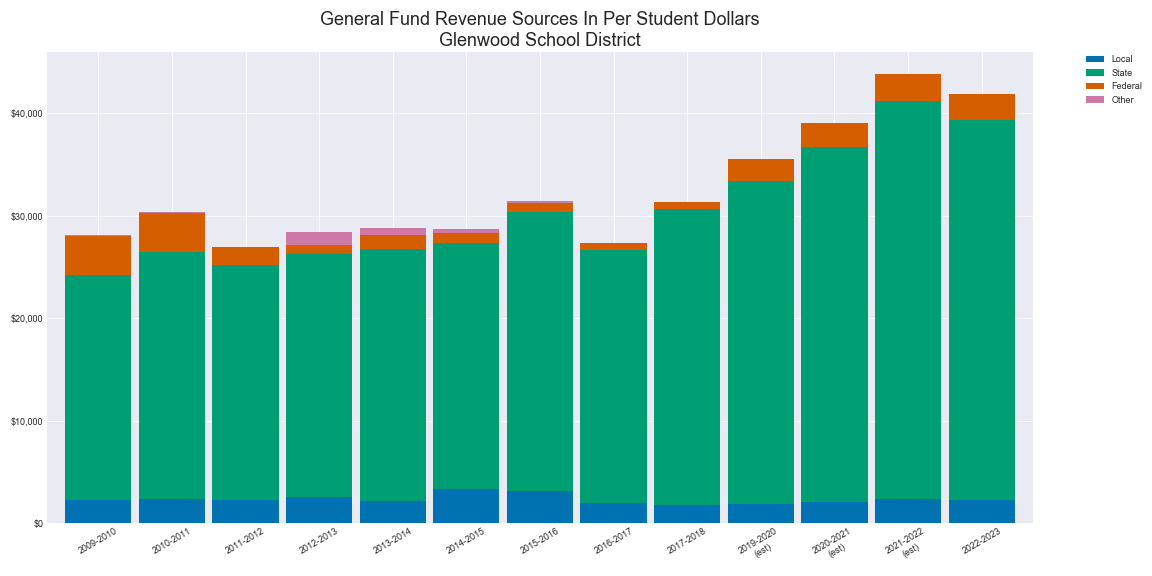 General Fund Revenue Sources In Per Student Dollars
Glenwood School District
Local
State
Federal
Other
$40,000
$30,000
$20,000
$10,000
$0
2009-2010
2010-2011
2011-2012
2012-2013
2013-2014
2014-2015
2015-2016
2016-2017
2017-2018
2019-2020
(est)
2020-2021
(est)
2021-2022
(est)
2022-2023